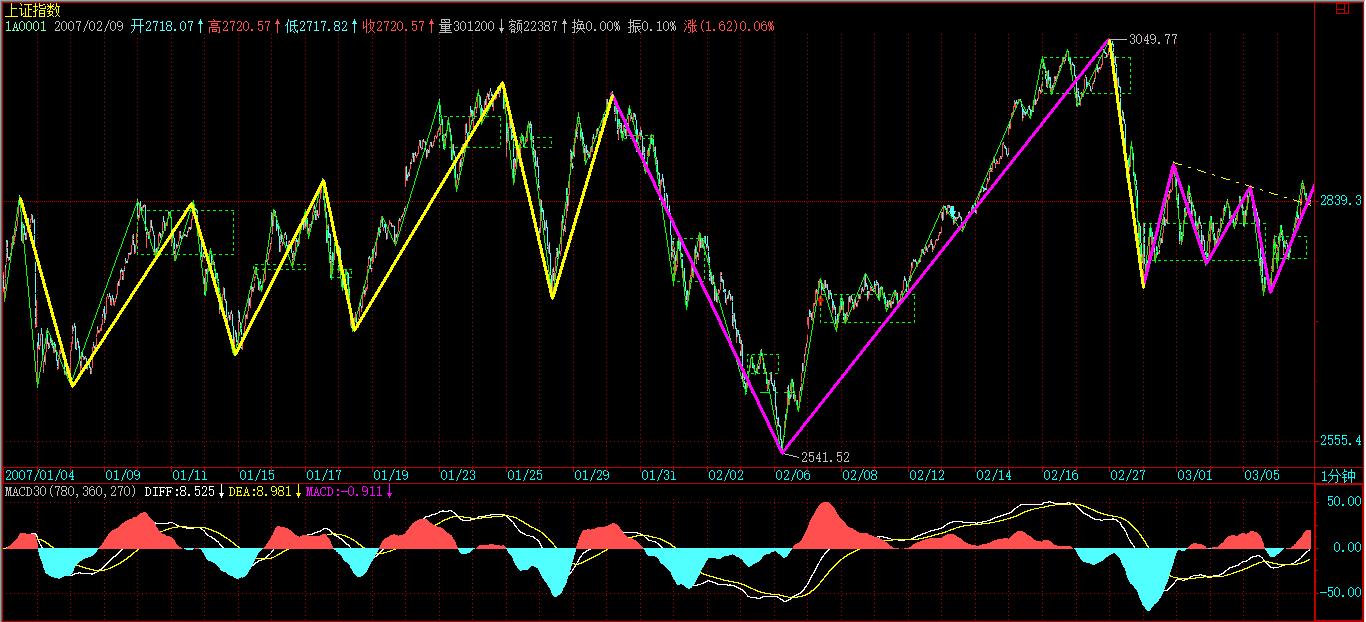 上证指数
1A0001 2007/02/09 开2718.07↑高2720.57↑低2717.82↑收2720.57↑量301200↓额22387↑换0.00% 振0.10% 涨(1.62)0.06%
3049.77
2839.3
2555.4
2541.52
2007/01/04 01/09 01/11 01/15 01/17 01/19 01/23 01/25 01/29 01/31 02/02 02/06 02/08 02/12 02/14 02/16 02/27 03/01 03/05 1分钟
MACD30(780,360,270) DIFF:8.525↓DEA:8.981↓MACD:-0.911↓
50.00
0.00
-50.00